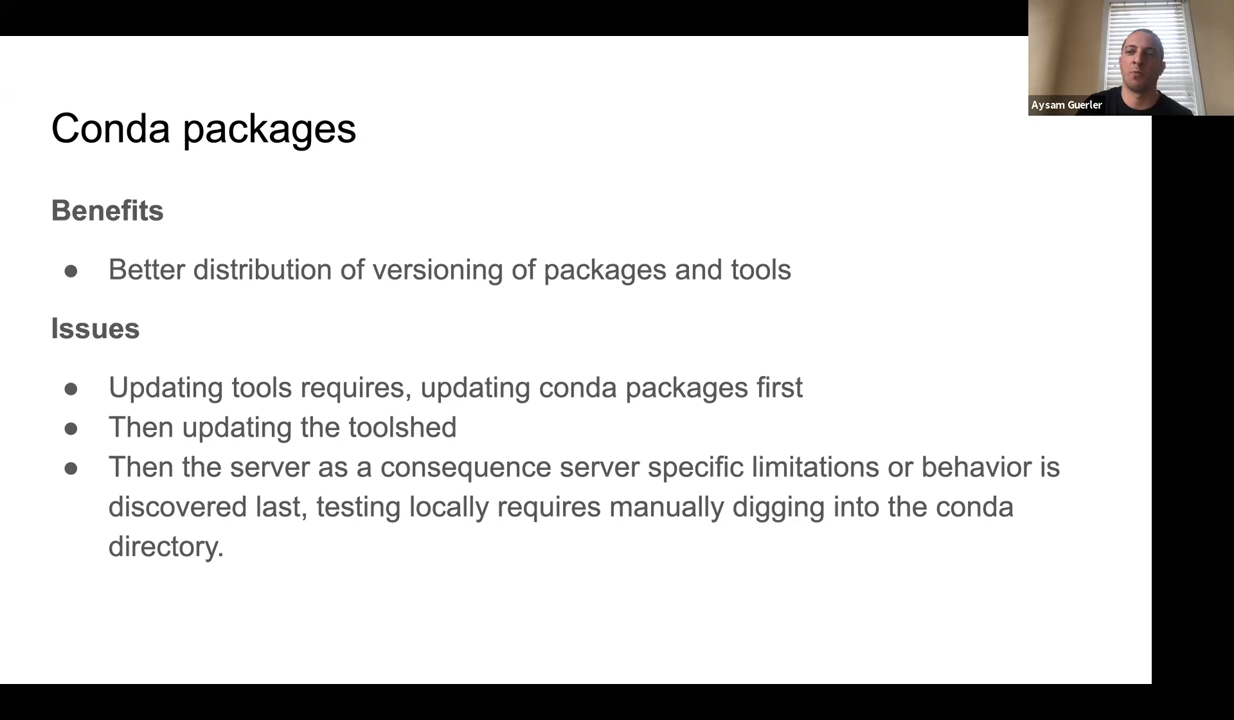 Aysam Guerler
Conda packages
Benefits
● Better distribution of versioning of packages and tools
Issues
● Updating tools requires, updating conda packages first
● Then updating the toolshed
● Then the server as a consequence server specific limitations or behavior is
discovered last, testing locally requires manually digging into the conda
directory.